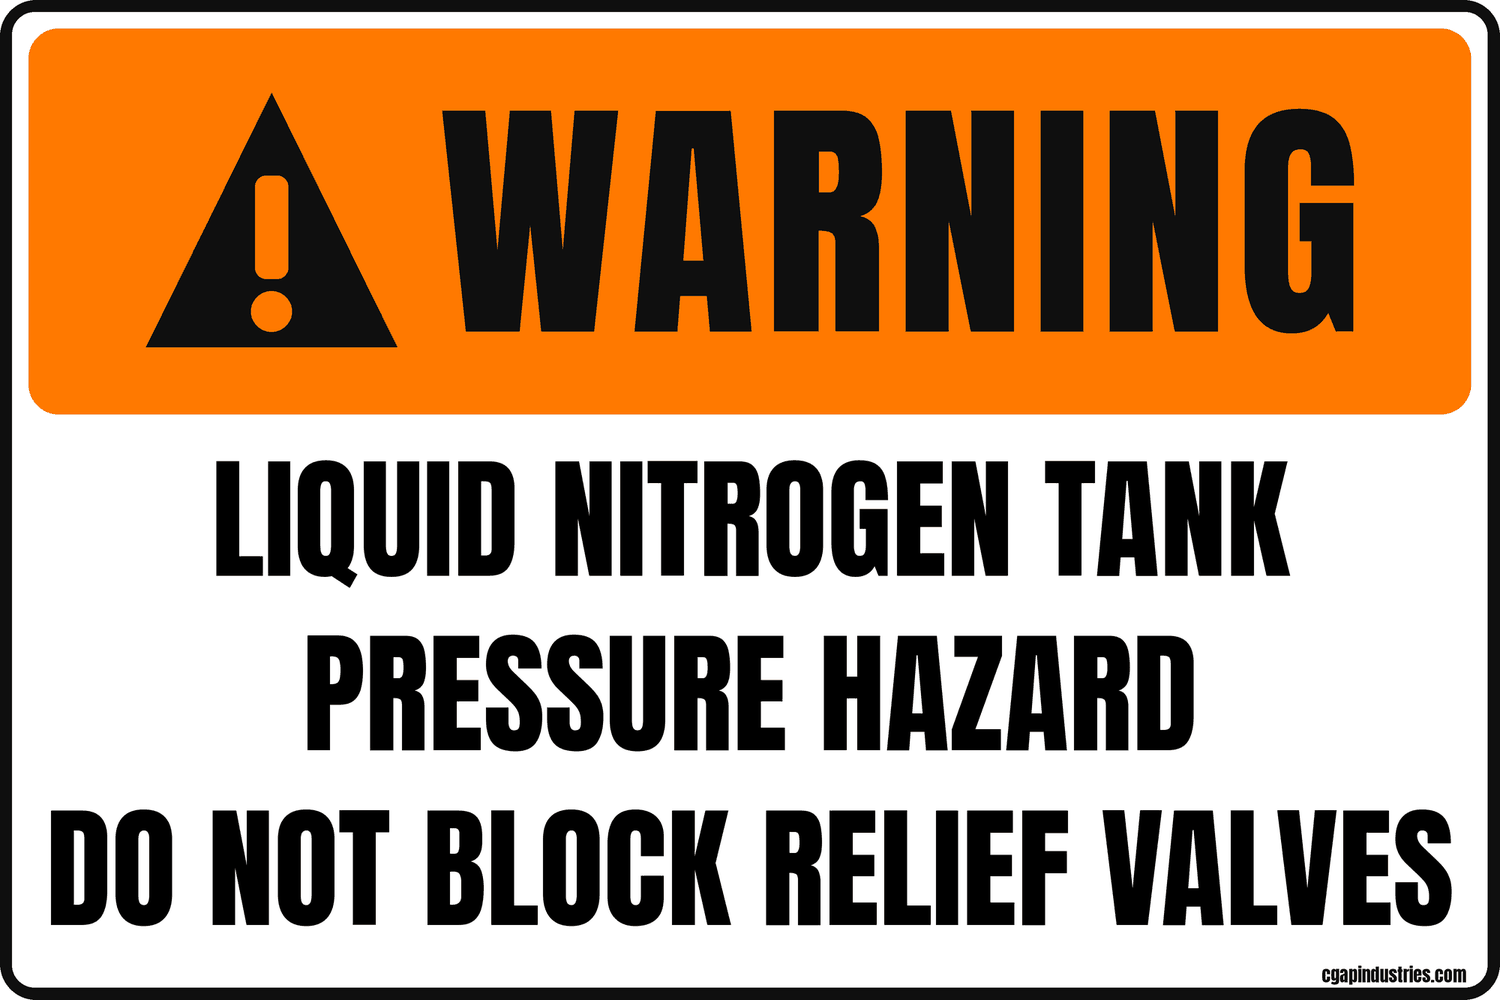 WARNING
LIQUID NITROGEN TANK
PRESSURE HAZARD
DO NOT BLOCK RELIEF VALVES
cgapindustries.com